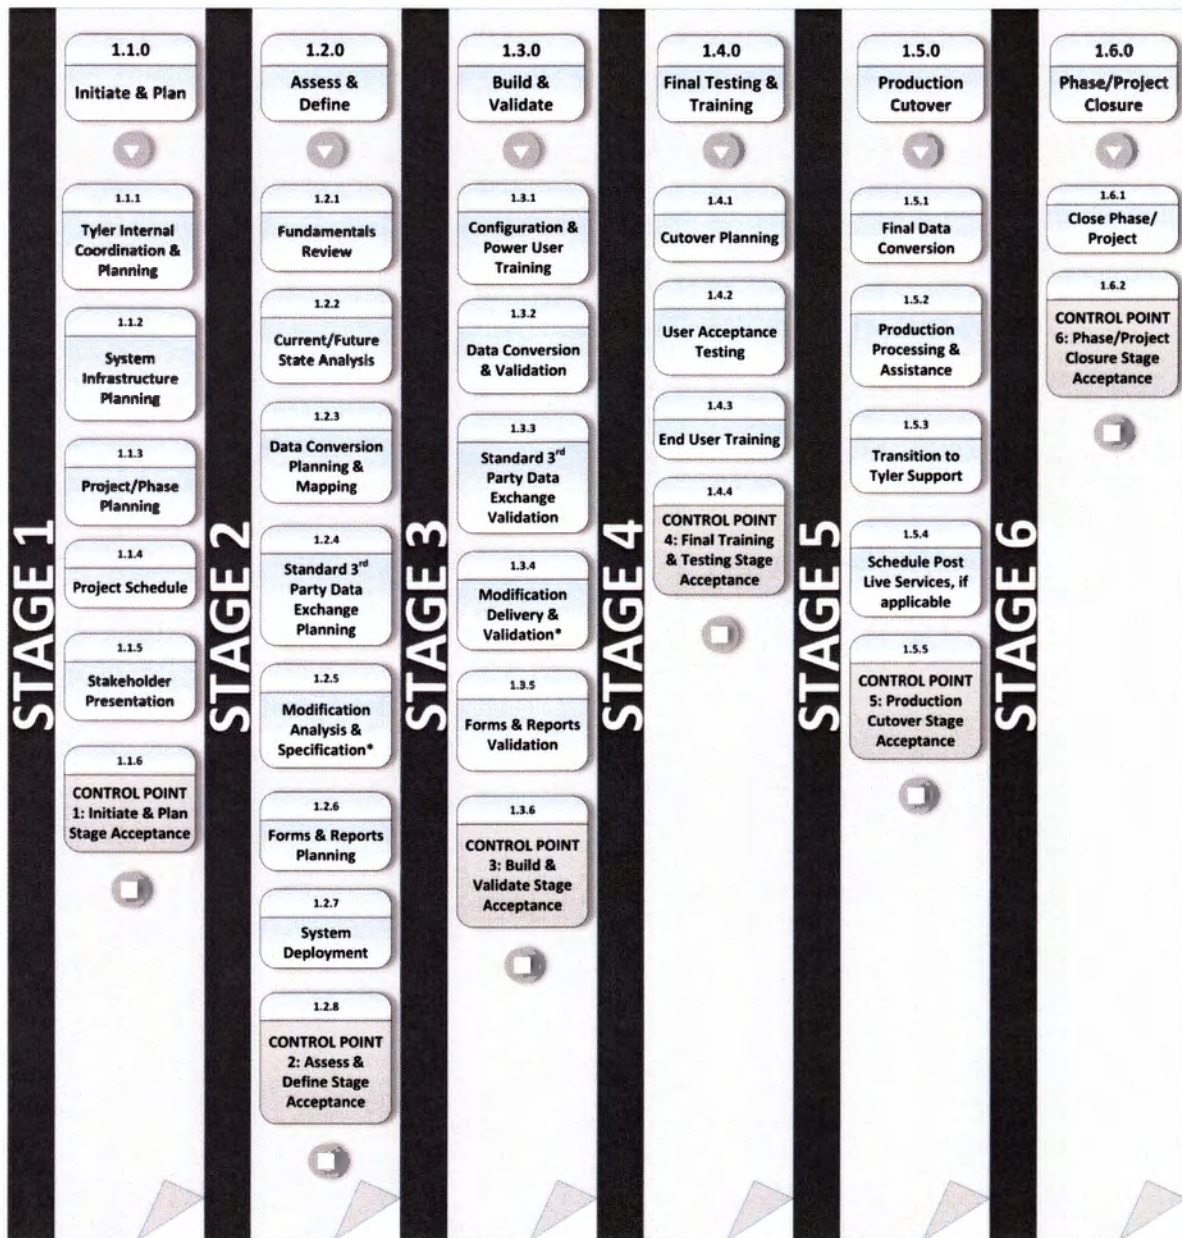 STAGE 1
1.1.0
Initiate & Plan
1.1.1
Tyler Internal
Coordination &
Planning
1.1.2
System
Infrastructure
Planning
1.1.3
Project/Phase
Planning
1.1.4
Project Schedule
1.1.5
Stakeholder
Presentation
1.1.6
CONTROL POINT
1: Initiate & Plan
Stage Acceptance
STAGE 2
1.2.0
Assess &
Define
1.2.1
Fundamentals
Review
1.2.2
Current/Future
State Analysis
1.2.3
Data Conversion
Planning &
Mapping
1.2.4
Standard 3rd
Party Data
Exchange
Planning
1.2.5
Modification
Analysis &
Specification*
1.2.6
Forms & Reports
Planning
1.2.7
System
Deployment
1.2.8
CONTROL POINT
2: Assess &
Define Stage
Acceptance
STAGE 3
1.3.0
Build &
Validate
1.3.1
Configuration &
Power User
Training
1.3.2
Data Conversion
& Validation
1.3.3
Standard 3rd
Party Data
Exchange
Validation
1.3.4
Modification
Delivery &
Validation*
1.3.5
Forms & Reports
Validation
1.3.6
CONTROL POINT
3: Build &
Validate Stage
Acceptance
STAGE 4
1.4.0
Final Testing &
Training
1.4.1
Cutover Planning
1.4.2
User Acceptance
Testing
1.4.3
End User Training
1.4.4
CONTROL POINT
4: Final Training
& Testing Stage
Acceptance
STAGE 5
1.5.0
Production
Cutover
1.5.1
Final Data
Conversion
1.5.2
Production
Processing &
Assistance
1.5.3
Transition to
Tyler Support
1.5.4
Schedule Post
Live Services, if
applicable
1.5.5
CONTROL POINT
5: Production
Cutover Stage
Acceptance
STAGE 6
1.6.0
Phase/Project
Closure
1.6.1
Close Phase/
Project
1.6.2
CONTROL POINT
6: Phase/Project
Closure Stage
Acceptance